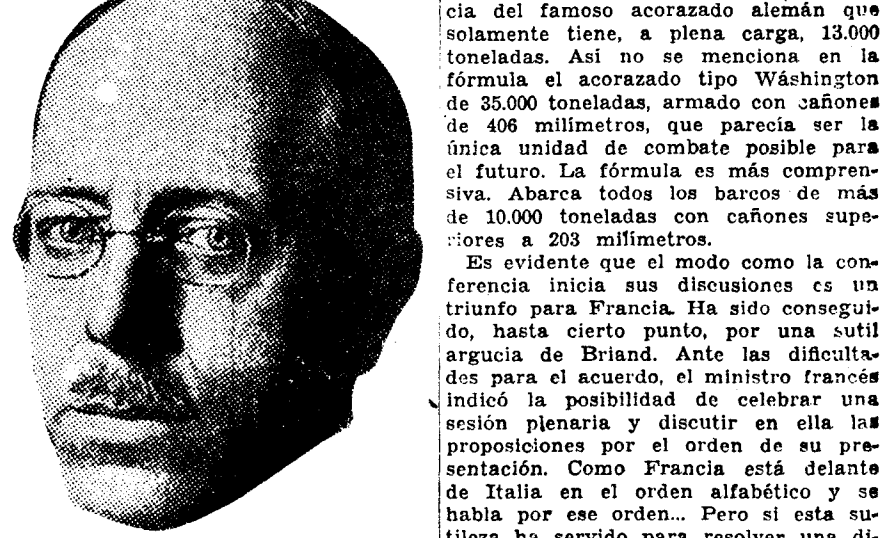 cia del famoso acorazado alemán que
solamente tiene, a plena carga, 13.000
toneladas. Así no se menciona en la
fórmula el acorazado tipo Wáshington
de 35.000 toneladas, armado con cañones
de 406 milímetros, que parecía ser la
única unidad de combate posible para
el futuro. La fórmula es más compren-
siva. Abarca todos los barcos de más
de 10.000 toneladas con cañones supe-
riores a 203 milímetros.
Es evidente que el modo como la con-
ferencia inicia sus discusiones es un
triunfo para Francia. Ha sido consegui-
do, hasta cierto punto, por una sutil
argucia de Briand. Ante las dificulta-
des para el acuerdo, el ministro francés
indicó la posibilidad de celebrar una
sesión plenaria y discutir en ella las
proposiciones por el orden de su pre-
sentación. Como Francia está delante
de Italia en el orden alfabético y se
habla por ese orden... Pero si esta su-
tileza ha servido para resolver una di-